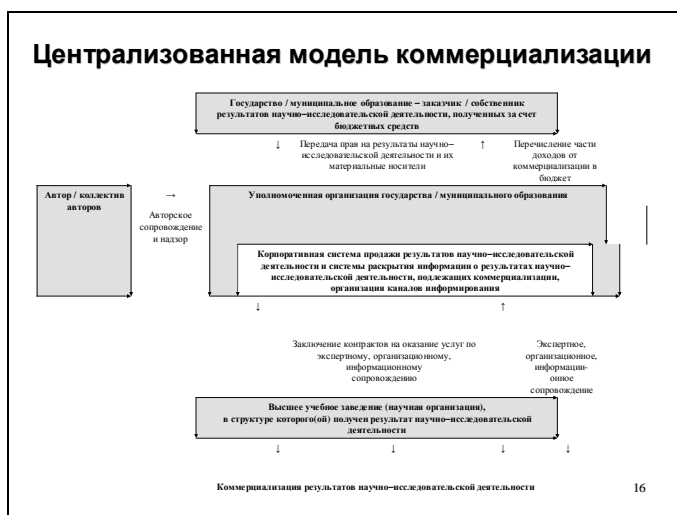 Централизованная модель коммерциализации
Государство / муниципальное образование – заказчик / собственник
результатов научно–исследовательской деятельности, полученных за счет
бюджетных средств
↓
Передача прав на результаты научно–
исследовательской деятельности и их
материальные носители
↑
Перечисление части
доходов от
коммерциализации в
бюджет
Автор / коллектив
авторов
→
Авторское
сопровождение
и надзор
Уполномоченная организация государства / муниципального образования
Корпоративная система продажи результатов научно–исследовательской
деятельности и системы раскрытия информации о результатах научно–
исследовательской деятельности, подлежащих коммерциализации,
организация каналов информирования
↓ ↑
Заключение контрактов на оказание услуг по
экспертному, организационному,
информационному
сопровождению
Экспертное,
организационное,
информаци-
онное
сопровождение
Высшее учебное заведение (научная организация),
в структуре которого(ой) получен результат научно–исследовательской
деятельности
↓ ↓ ↓ ↓
Коммерциализация результатов научно–исследовательской деятельности
16